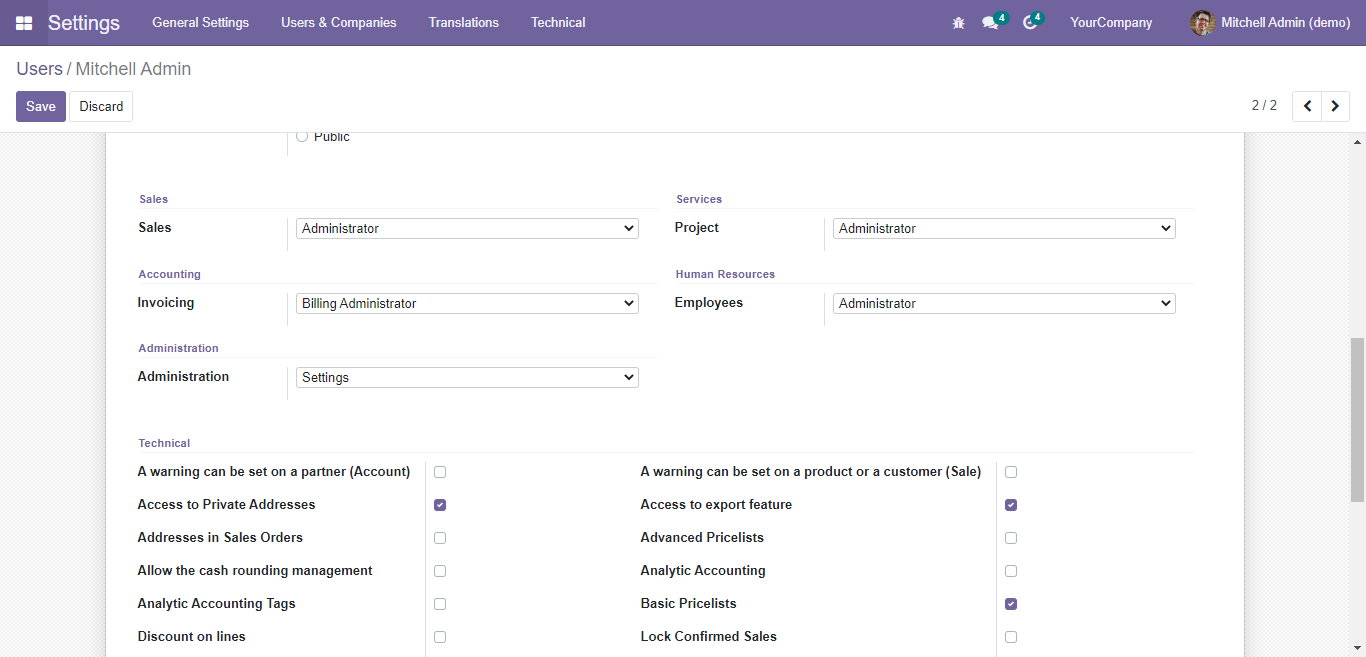 Settings General Settings Users & Companies Translations Technical 4 4 YourCompany Mitchell Admin (demo)
Users / Mitchell Admin
Save Discard 2 / 2
Public
Sales Services
Sales Administrator Project Administrator
Accounting Human Resources
Invoicing Billing Administrator Employees Administrator
Administration
Administration Settings
Technical
A warning can be set on a partner (Account) A warning can be set on a product or a customer (Sale)
Access to Private Addresses Access to export feature
Addresses in Sales Orders Advanced Pricelists
Allow the cash rounding management Analytic Accounting
Analytic Accounting Tags Basic Pricelists
Discount on lines Lock Confirmed Sales